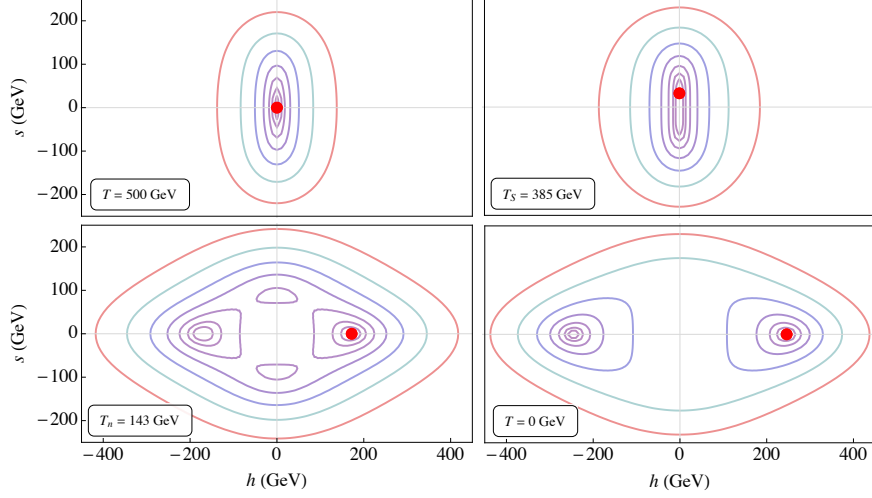 200
100
0
−100
−200
s (GeV)
T = 500 GeV
T_S = 385 GeV
200
100
0
−100
−200
s (GeV)
T_n = 143 GeV
T = 0 GeV
−400 −200 0 200 400
−400 −200 0 200 400
h (GeV)
h (GeV)